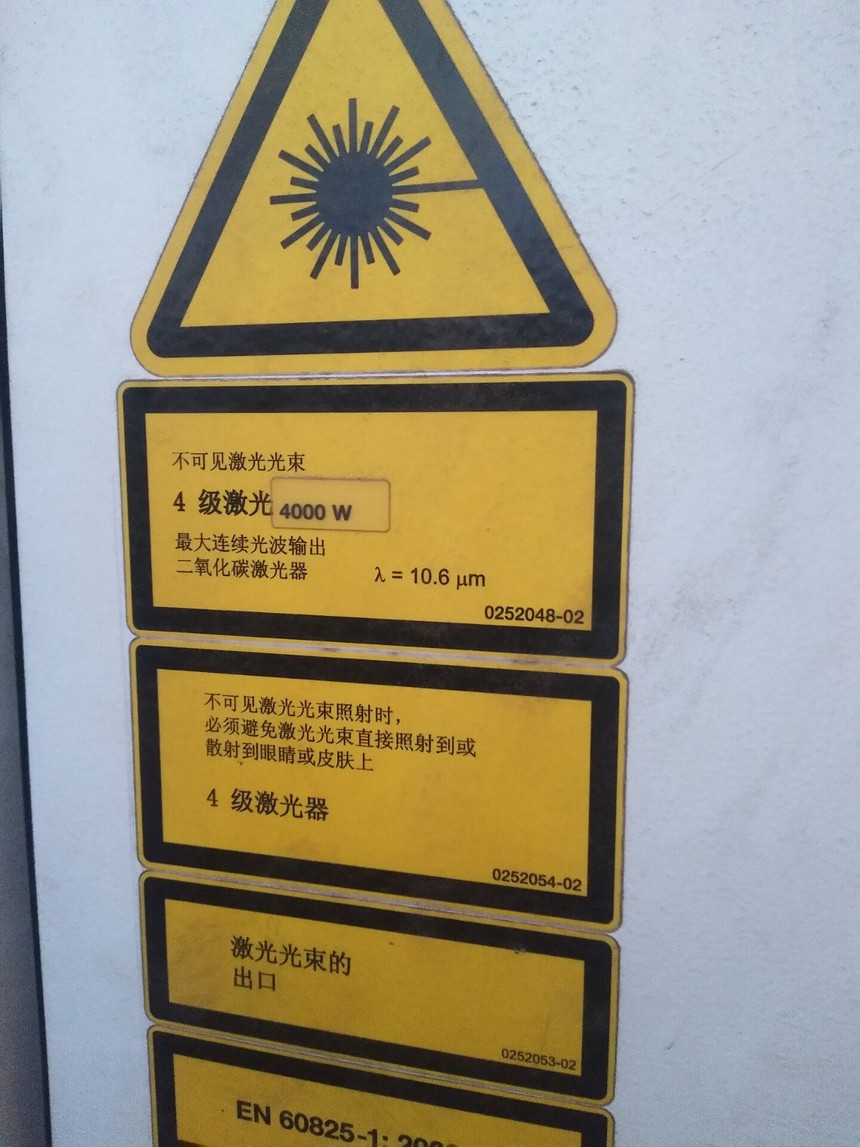 不可见激光光束
4 级激光 4000 W
最大连续光波输出
二氧化碳激光器 λ = 10.6 µm
0252048-02
不可见激光光束照射时,
必须避免激光光束直接照射到或
散射到眼睛或皮肤上
4 级激光器
0252054-02
激光光束的
出口
0252053-02
EN 60825-1: